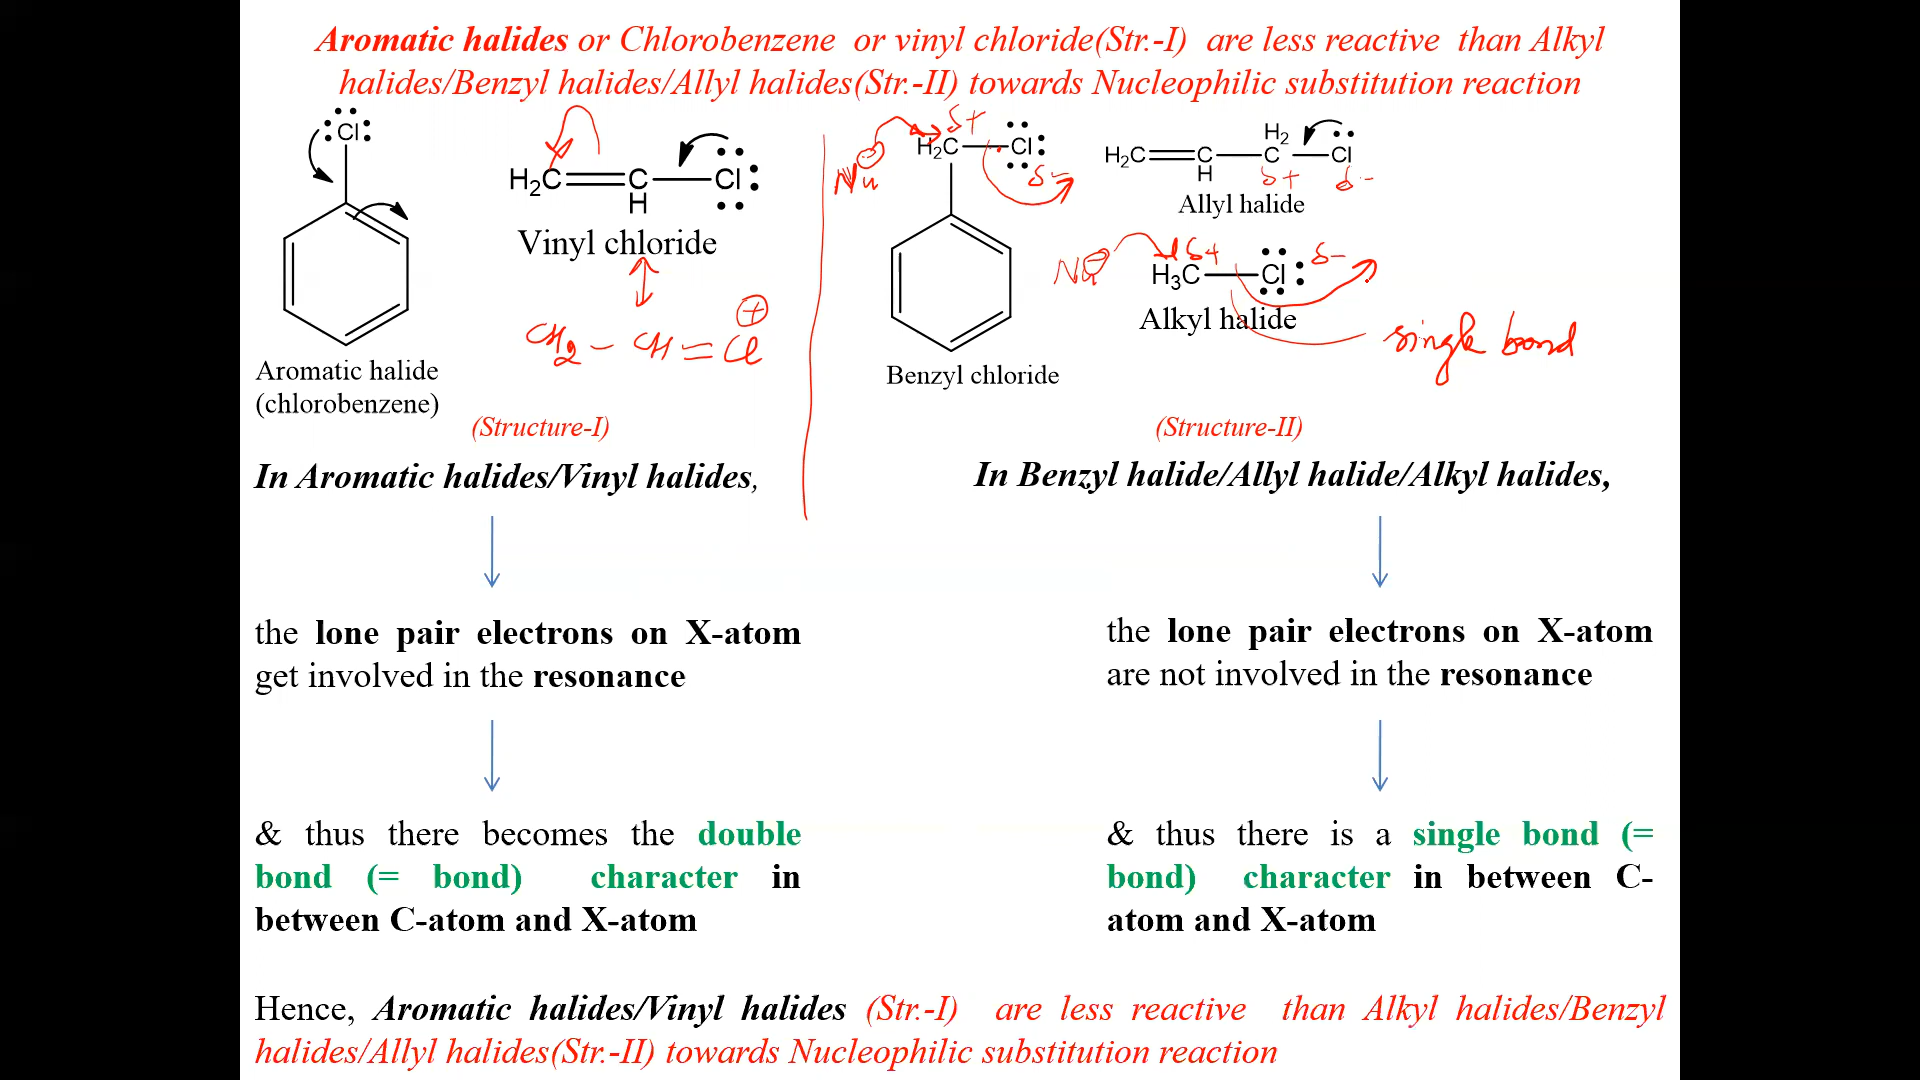 Aromatic halides or Chlorobenzene or vinyl chloride(Str.-I) are less reactive than Alkyl
halides/Benzyl halides/Allyl halides(Str.-II) towards Nucleophilic substitution reaction
Cl
H₂C C Cl
H
Vinyl chloride
CH₂ – CH = Cl ⊕
Aromatic halide
(chlorobenzene)
(Structure-I)
Nu⊖
δ+
H₂C Cl
δ-
Benzyl chloride
H₂
H₂C C C Cl
H
δ+ δ-
Allyl halide
Nu⊖
δ+ δ-
H₃C Cl
Alkyl halide
single bond
(Structure-II)
In Aromatic halides/Vinyl halides,
the lone pair electrons on X-atom
get involved in the resonance
& thus there becomes the double
bond (= bond) character in
between C-atom and X-atom
In Benzyl halide/Allyl halide/Alkyl halides,
the lone pair electrons on X-atom
are not involved in the resonance
& thus there is a single bond (=
bond) character in between C-
atom and X-atom
Hence, Aromatic halides/Vinyl halides (Str.-I) are less reactive than Alkyl halides/Benzyl
halides/Allyl halides(Str.-II) towards Nucleophilic substitution reaction